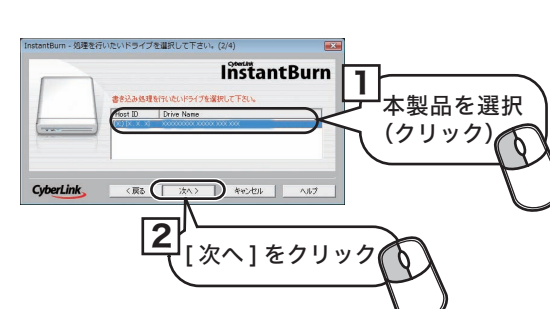 InstantBurn - 処理を行いたいドライブを選択して下さい。(2/4)
CyberLink
InstantBurn
書き込み処理を行いたいドライブを選択して下さい。
Host ID Drive Name
1
本製品を選択
（クリック）
CyberLink
< 戻る 次へ > キャンセル ヘルプ
2
[ 次へ ] をクリック